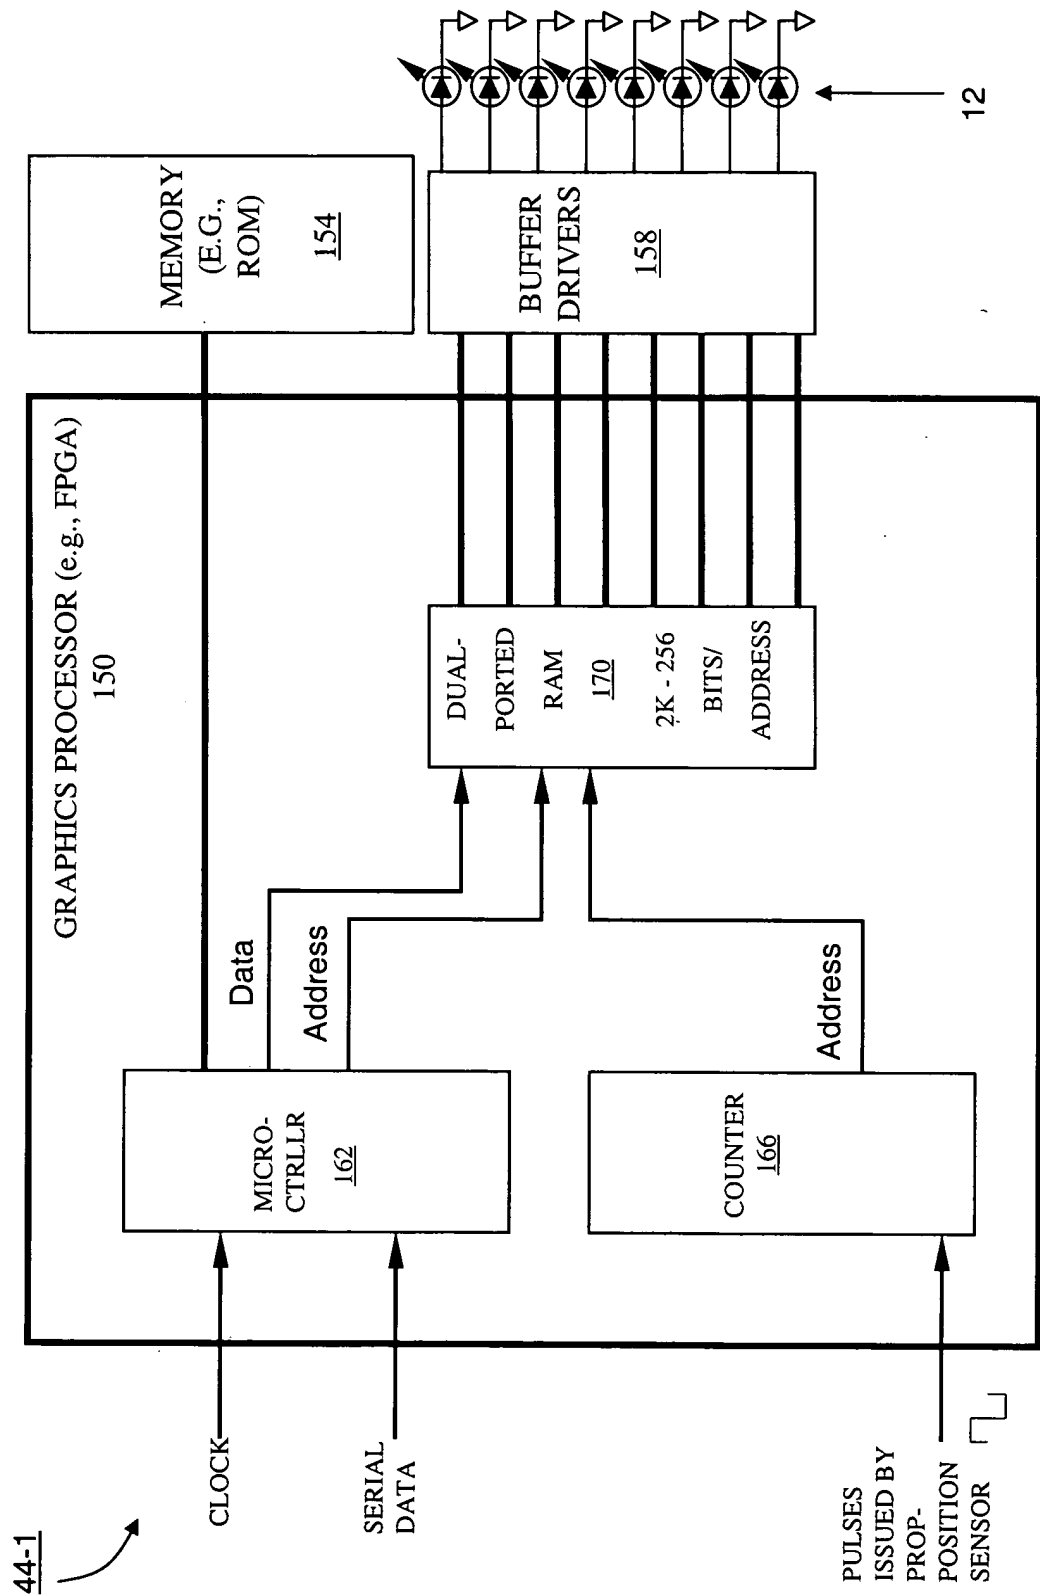 44-1
GRAPHICS PROCESSOR (e.g., FPGA)
150
CLOCK
SERIAL
DATA
MICRO-
CTRLLR
162
Data
Address
MEMORY
(E.G.,
ROM)
154
DUAL-
PORTED
RAM
170
2K - 256
BITS/
ADDRESS
BUFFER
DRIVERS
158
12
PULSES
ISSUED BY
PROP-
POSITION
SENSOR
COUNTER
166
Address